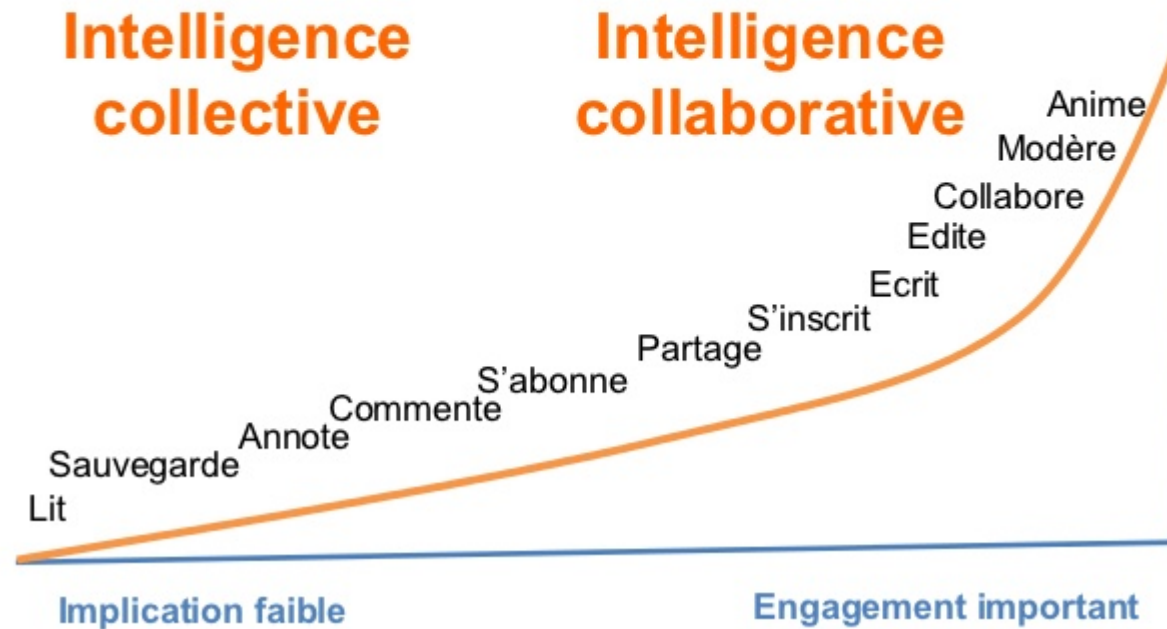 Intelligence
collective
Intelligence
collaborative
Anime
Modère
Collabore
Edite
Ecrit
S’inscrit
Partage
S’abonne
Commente
Annote
Sauvegarde
Lit
Implication faible
Engagement important